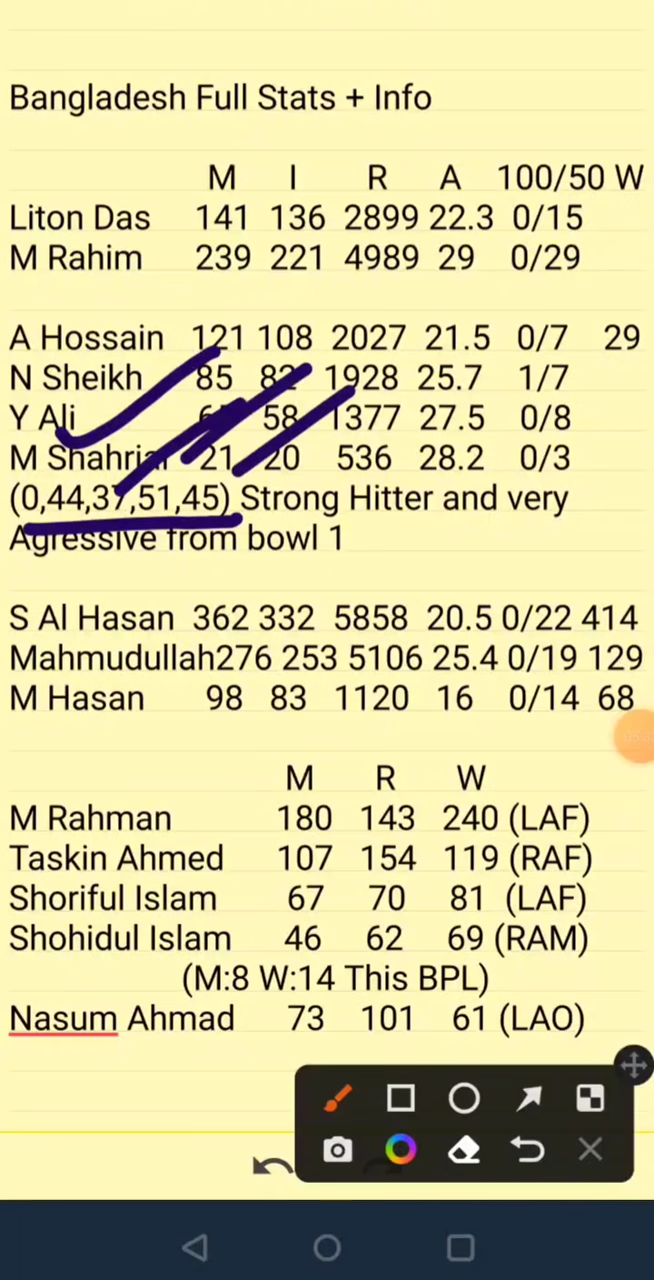 Bangladesh Full Stats + Info
M I R A 100/50 W
Liton Das 141 136 2899 22.3 0/15
M Rahim 239 221 4989 29 0/29
A Hossain 121 108 2027 21.5 0/7 29
N Sheikh 85 82 1928 25.7 1/7
Y Ali 58 1377 27.5 0/8
M Shahriar 21 20 536 28.2 0/3
(0,44,37,51,45) Strong Hitter and very
Agressive from bowl 1
S Al Hasan 362 332 5858 20.5 0/22 414
Mahmudullah276 253 5106 25.4 0/19 129
M Hasan 98 83 1120 16 0/14 68
M R W
M Rahman 180 143 240 (LAF)
Taskin Ahmed 107 154 119 (RAF)
Shoriful Islam 67 70 81 (LAF)
Shohidul Islam 46 62 69 (RAM)
(M:8 W:14 This BPL)
Nasum Ahmad 73 101 61 (LAO)